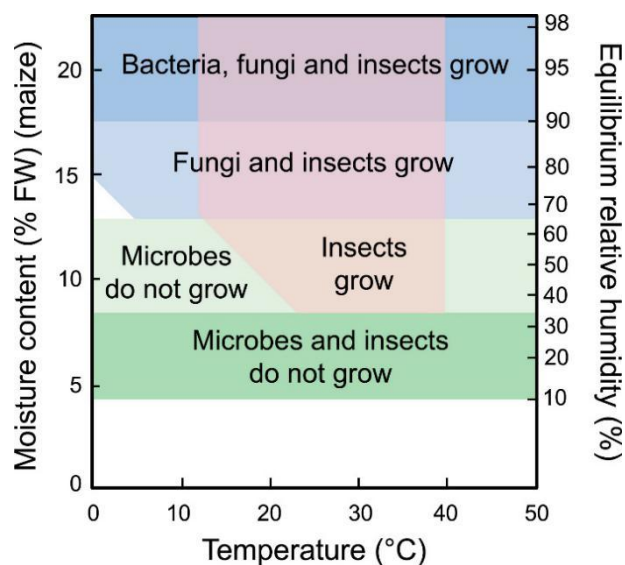 Moisture content (% FW) (maize)
20
15
10
5
0
Bacteria, fungi and insects grow
Fungi and insects grow
Microbes
do not grow
Insects
grow
Microbes and insects
do not grow
98
95
90
80
70
60
50
40
30
20
10
Equilibrium relative humidity (%)
0
10
20
30
40
50
Temperature (°C)